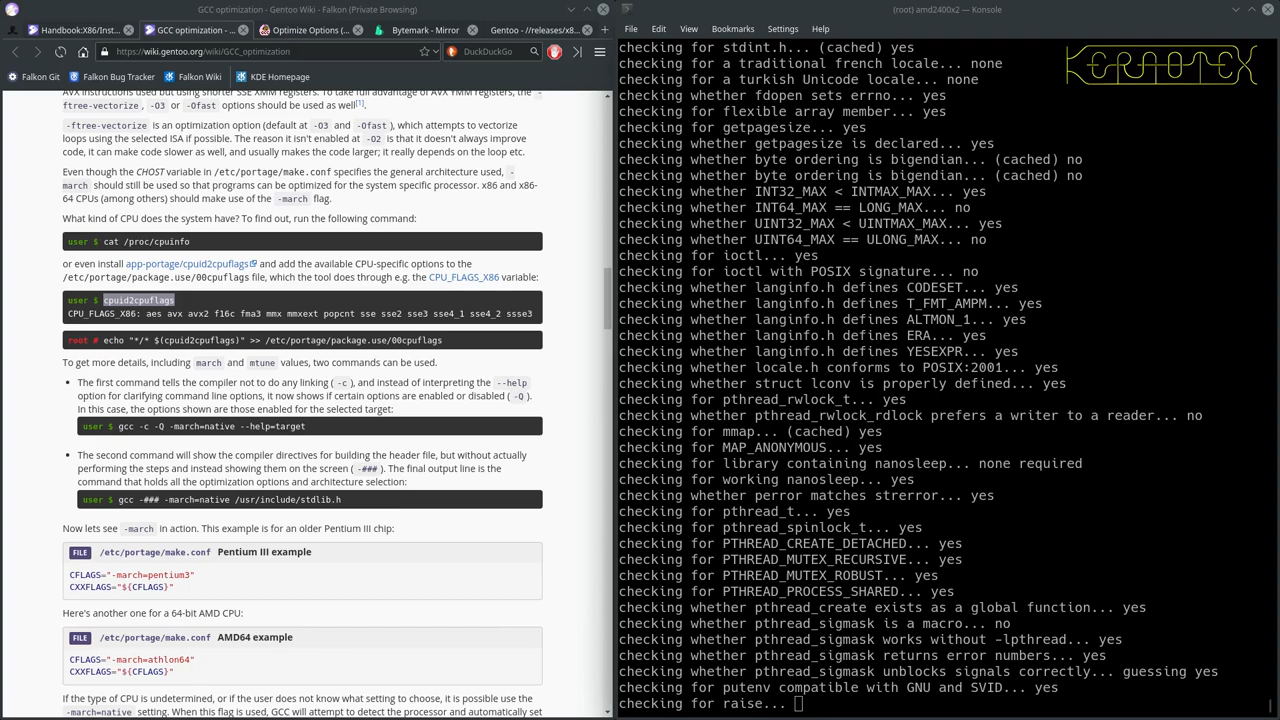 GCC optimization - Gentoo Wiki - Falkon (Private Browsing)
Handbook:X86/Inst...
GCC optimization - ...
Optimize Options (...
Bytemark - Mirror
Gentoo - //releases/x8...
https://wiki.gentoo.org/wiki/GCC_optimization
DuckDuckGo
Falkon Git
Falkon Bug Tracker
Falkon Wiki
KDE Homepage
AVX instructions used but using shorter SSE XMM registers. To take full advantage of AVX YMM registers, the -
ftree-vectorize , -O3 or -Ofast options should be used as well[1].
-ftree-vectorize is an optimization option (default at -O3 and -Ofast), which attempts to vectorize
loops using the selected ISA if possible. The reason it isn't enabled at -O2 is that it doesn't always improve
code, it can make code slower as well, and usually makes the code larger; it really depends on the loop etc.
Even though the CHOST variable in /etc/portage/make.conf specifies the general architecture used, -
march should still be used so that programs can be optimized for the system specific processor. x86 and x86-
64 CPUs (among others) should make use of the -march flag.
What kind of CPU does the system have? To find out, run the following command:
user $ cat /proc/cpuinfo
or even install app-portage/cpuid2cpuflags and add the available CPU-specific options to the
/etc/portage/package.use/00cpuflags file, which the tool does through e.g. the CPU_FLAGS_X86 variable:
user $ cpuid2cpuflags
CPU_FLAGS_X86: aes avx avx2 f16c fma3 mmx mmxext popcnt sse sse2 sse3 sse4_1 sse4_2 ssse3
root # echo "*/* $(cpuid2cpuflags)" >> /etc/portage/package.use/00cpuflags
To get more details, including march and mtune values, two commands can be used.
• The first command tells the compiler not to do any linking ( -c ), and instead of interpreting the --help
option for clarifying command line options, it now shows if certain options are enabled or disabled ( -Q ).
In this case, the options shown are those enabled for the selected target:
user $ gcc -c -Q -march=native --help=target
• The second command will show the compiler directives for building the header file, but without actually
performing the steps and instead showing them on the screen ( -### ). The final output line is the
command that holds all the optimization options and architecture selection:
user $ gcc -### -march=native /usr/include/stdlib.h
Now lets see -march in action. This example is for an older Pentium III chip:
FILE /etc/portage/make.conf Pentium III example
CFLAGS="-march=pentium3"
CXXFLAGS="${CFLAGS}"
Here's another one for a 64-bit AMD CPU:
FILE /etc/portage/make.conf AMD64 example
CFLAGS="-march=athlon64"
CXXFLAGS="${CFLAGS}"
If the type of CPU is undetermined, or if the user does not know what setting to choose, it is possible use the
-march=native setting. When this flag is used, GCC will attempt to detect the processor and automatically set
(root) amd2400x2 — Konsole
File Edit View Bookmarks Settings Help
KERAOTEX
checking for stdint.h... (cached) yes
checking for a traditional french locale... none
checking for a turkish Unicode locale... none
checking whether fdopen sets errno... yes
checking for flexible array member... yes
checking for getpagesize... yes
checking whether getpagesize is declared... yes
checking whether byte ordering is bigendian... (cached) no
checking whether byte ordering is bigendian... (cached) no
checking whether INT32_MAX < INTMAX_MAX... yes
checking whether INT64_MAX == LONG_MAX... no
checking whether UINT32_MAX < UINTMAX_MAX... yes
checking whether UINT64_MAX == ULONG_MAX... no
checking for ioctl... yes
checking for ioctl with POSIX signature... no
checking whether langinfo.h defines CODESET... yes
checking whether langinfo.h defines T_FMT_AMPM... yes
checking whether langinfo.h defines ALTMON_1... yes
checking whether langinfo.h defines ERA... yes
checking whether langinfo.h defines YESEXPR... yes
checking whether locale.h conforms to POSIX:2001... yes
checking whether struct lconv is properly defined... yes
checking for pthread_rwlock_t... yes
checking whether pthread_rwlock_rdlock prefers a writer to a reader... no
checking for mmap... (cached) yes
checking for MAP_ANONYMOUS... yes
checking for library containing nanosleep... none required
checking for working nanosleep... yes
checking whether perror matches strerror... yes
checking for pthread_t... yes
checking for pthread_spinlock_t... yes
checking for PTHREAD_CREATE_DETACHED... yes
checking for PTHREAD_MUTEX_RECURSIVE... yes
checking for PTHREAD_MUTEX_ROBUST... yes
checking for PTHREAD_PROCESS_SHARED... yes
checking whether pthread_create exists as a global function... yes
checking whether pthread_sigmask is a macro... no
checking whether pthread_sigmask works without -lpthread... yes
checking whether pthread_sigmask returns error numbers... yes
checking whether pthread_sigmask unblocks signals correctly... guessing yes
checking for putenv compatible with GNU and SVID... yes
checking for raise...